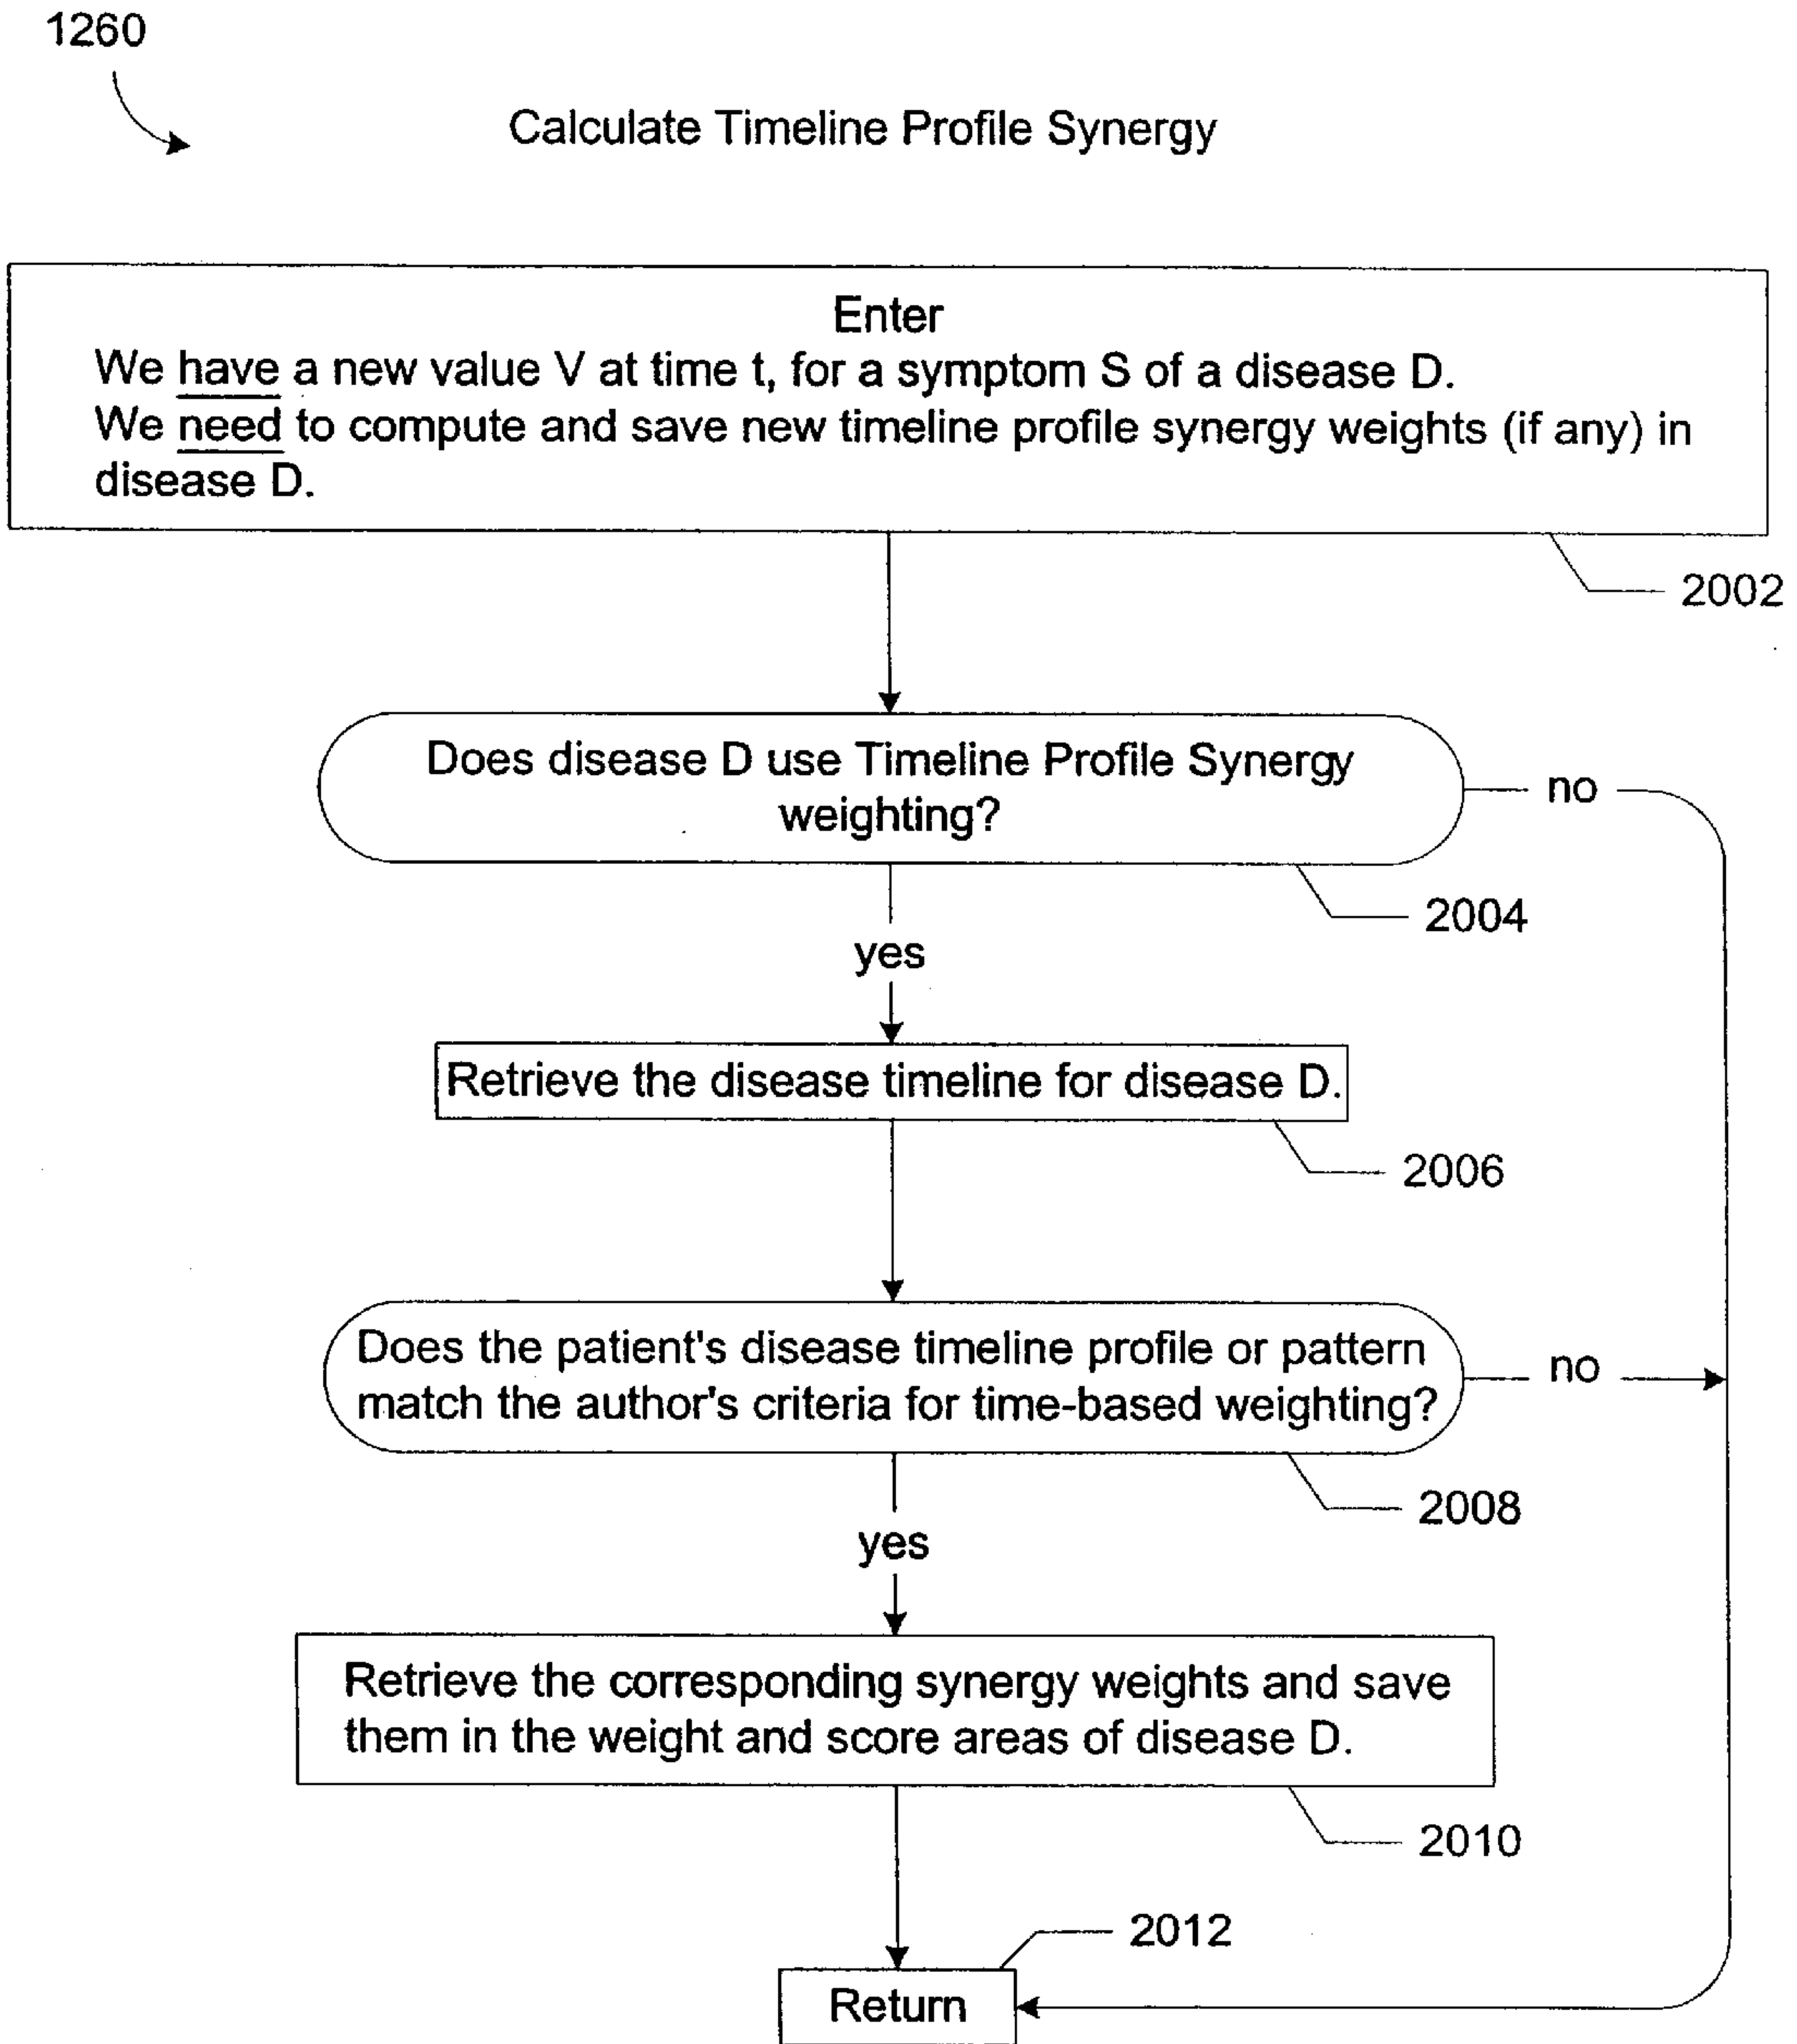 1260
Calculate Timeline Profile Synergy
Enter
We have a new value V at time t, for a symptom S of a disease D.
We need to compute and save new timeline profile synergy weights (if any) in
disease D.
2002
Does disease D use Timeline Profile Synergy
weighting?
no
2004
yes
Retrieve the disease timeline for disease D.
2006
Does the patient's disease timeline profile or pattern
match the author's criteria for time-based weighting?
no
2008
yes
Retrieve the corresponding synergy weights and save
them in the weight and score areas of disease D.
2010
2012
Return